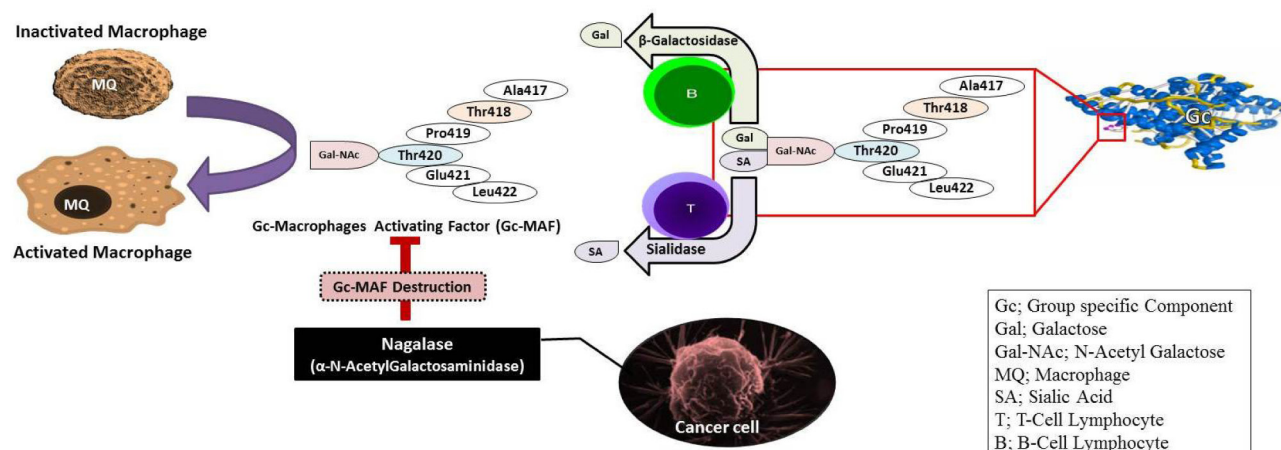 Inactivated Macrophage
MQ
MQ
Activated Macrophage
Ala417
Thr418
Pro419
Gal-NAc
Thr420
Glu421
Leu422
Gc-Macrophages Activating Factor (Gc-MAF)
Gc-MAF Destruction
Nagalase
(α-N-AcetylGalactosaminidase)
Cancer cell
Gal
β-Galactosidase
B
Gal
SA
Gal-NAc
T
SA
Sialidase
Ala417
Thr418
Pro419
Thr420
Glu421
Leu422
Gc
Gc; Group specific Component
Gal; Galactose
Gal-NAc; N-Acetyl Galactose
MQ; Macrophage
SA; Sialic Acid
T; T-Cell Lymphocyte
B; B-Cell Lymphocyte